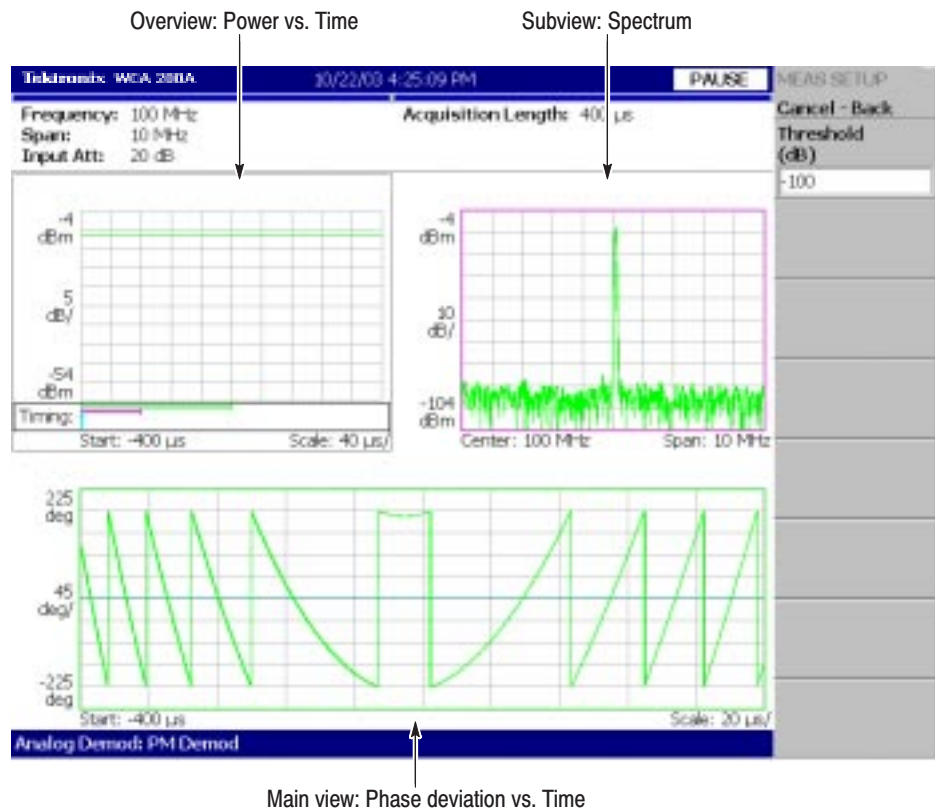 Overview: Power vs. Time
Subview: Spectrum
Tektronix WCA 200A 10/22/03 4:25:09 PM PAUSE
MEAS SETUP
Frequency: 100 MHz
Span: 10 MHz
Input Att: 20 dB
Acquisition Length: 400 µs
Cancel - Back
Threshold
(dB)
-100
-4
dBm
5
dB/
-54
dBm
Timing:
Start: -400 µs Scale: 40 µs/
-4
dBm
10
dB/
-104
dBm
Center: 100 MHz Span: 10 MHz
225
deg
45
deg/
-225
deg
Start: -400 µs Scale: 20 µs/
Analog Demod: PM Demod
Main view: Phase deviation vs. Time